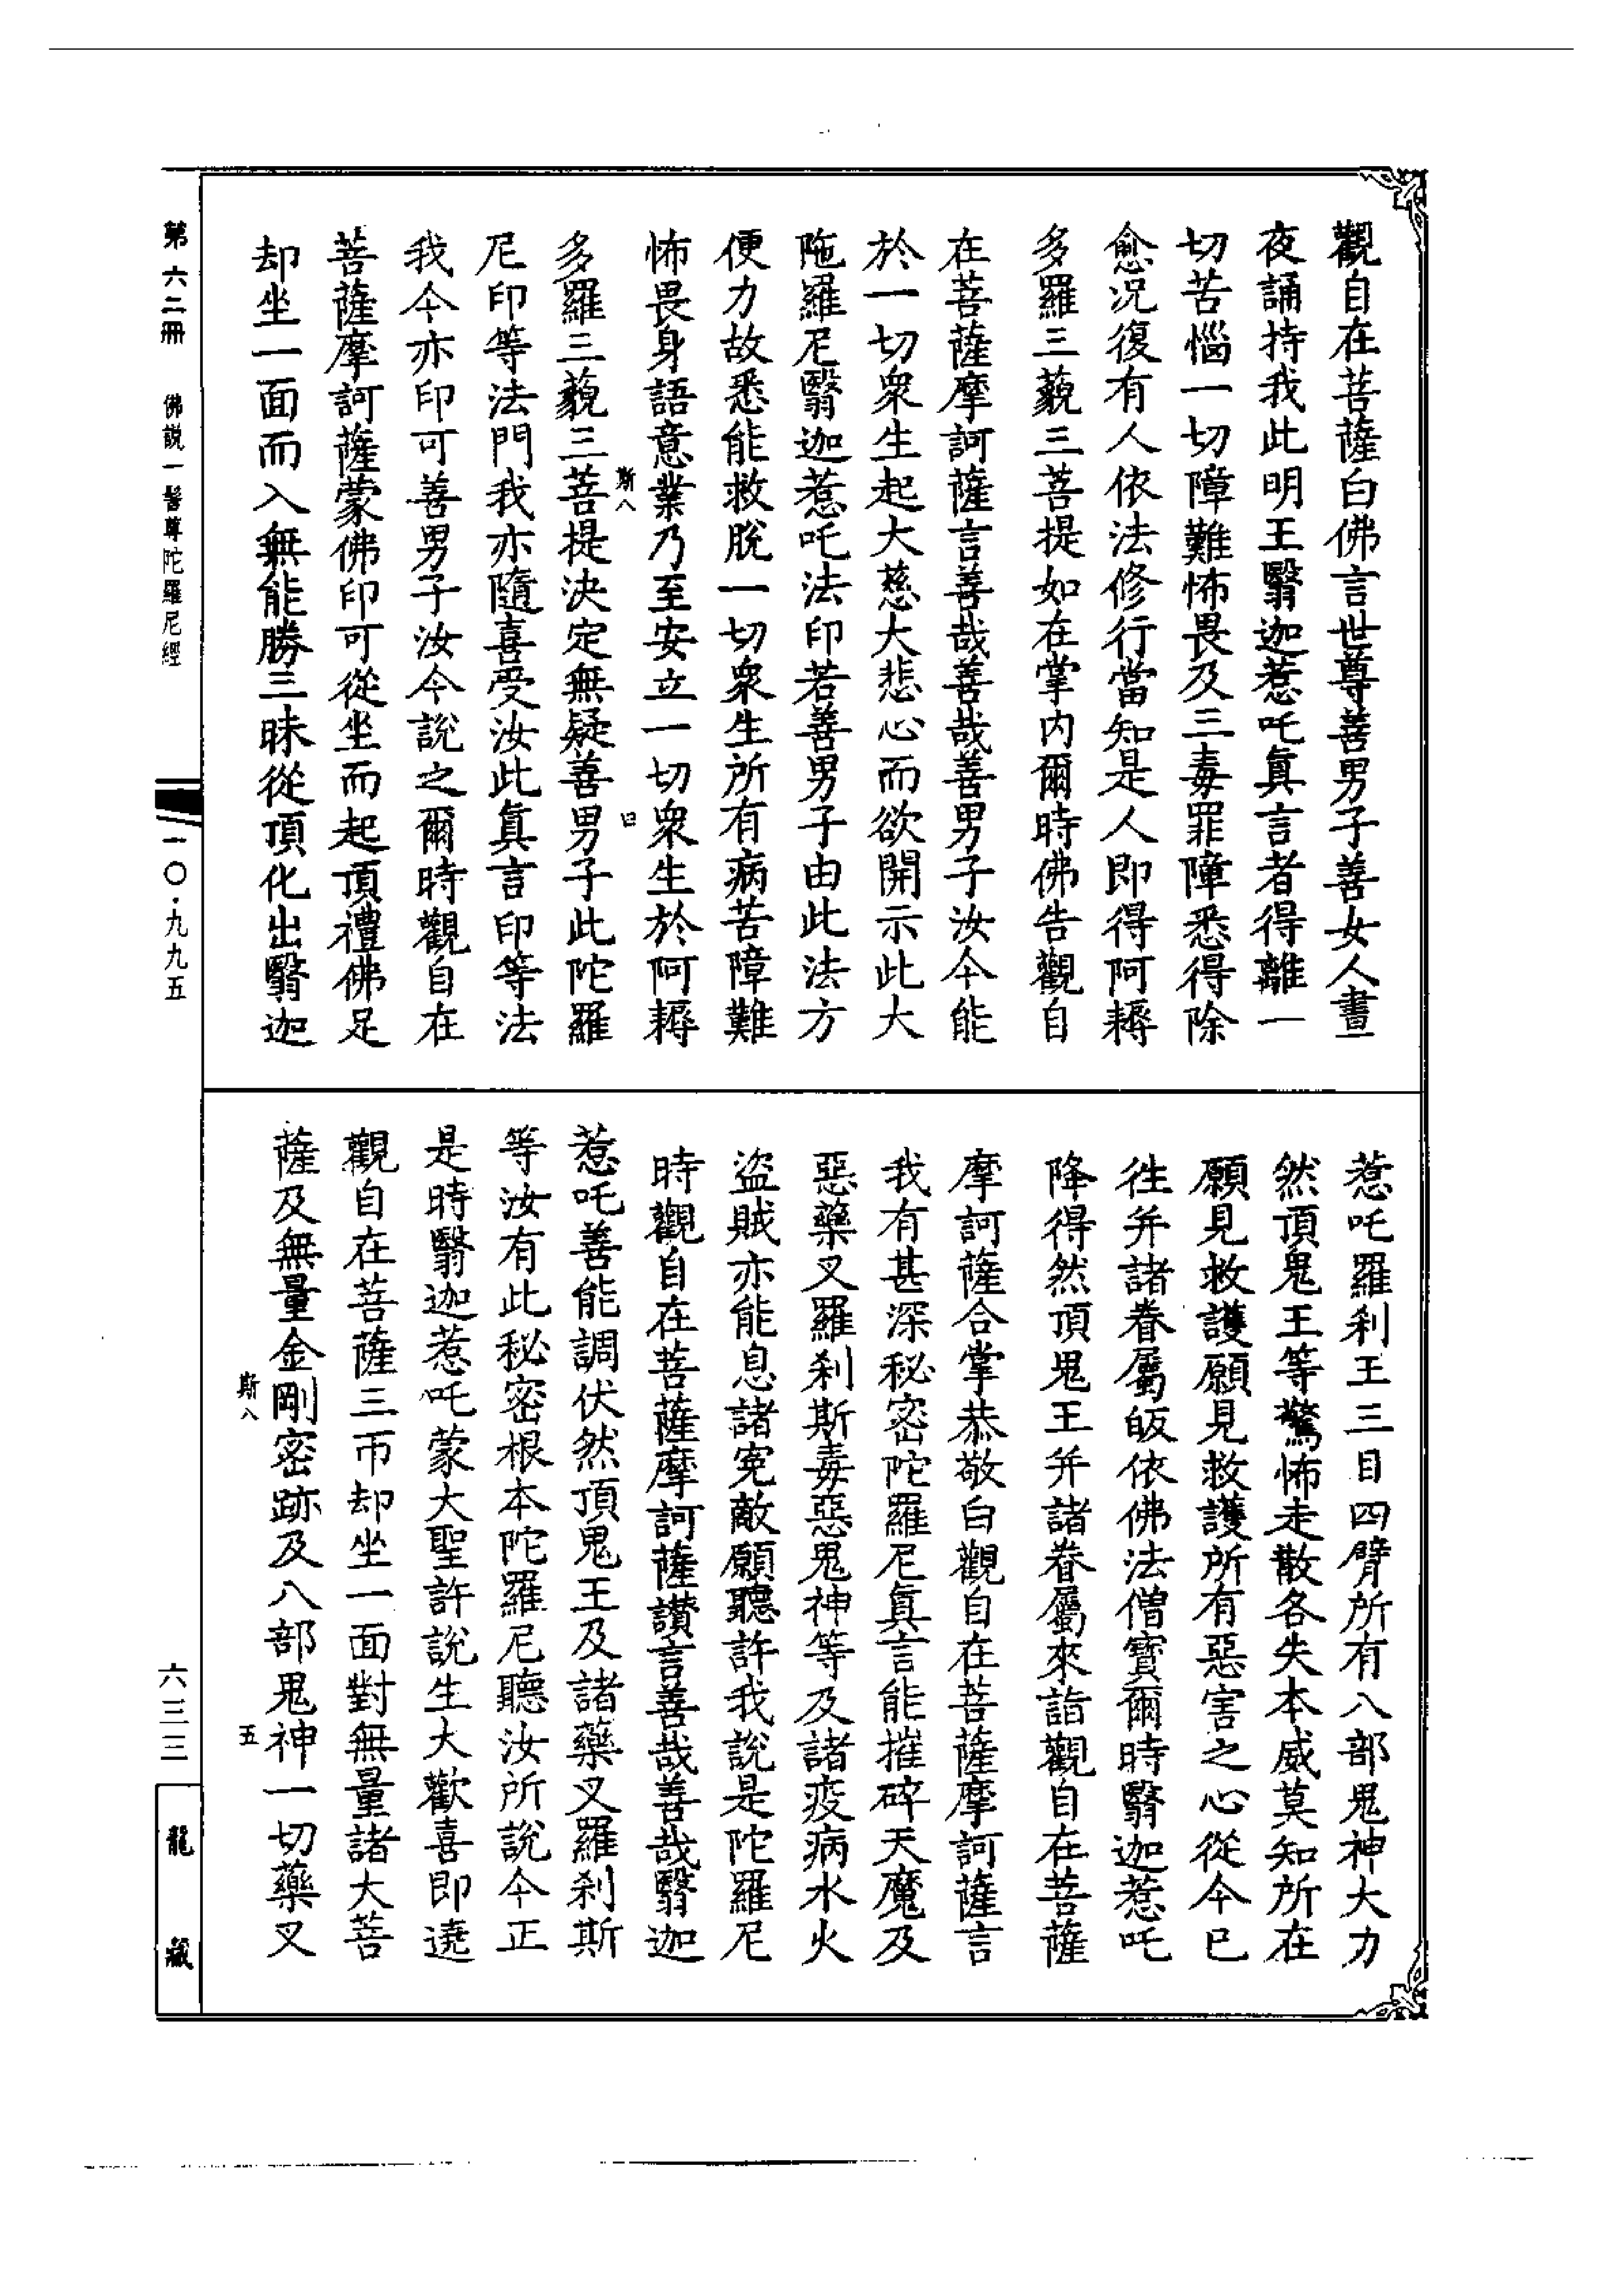 觀自在菩薩白佛言世尊善男子善女人晝
夜誦持我此明王翳迦惹吒眞言者得離一
切苦惱一切障難怖畏及三毒罪障悉得除
愈況復有人依法修行當知是人即得阿耨
多羅三藐三菩提如在掌內爾時佛告觀自
在菩薩摩訶薩言善哉善哉善男子汝今能
於一切衆生起大慈大悲心而欲開示此大
陁羅尼翳迦惹吒法印若善男子由此法方
便力故悉能救脫一切衆生所有病苦障難
怖畏身語意業乃至安立一切衆生於阿耨
斯八
多羅三藐三菩提決定無疑善男子此陀羅
尼印等法門我亦隨喜受汝此眞言印等法
我今亦印可善男子汝今說之爾時觀自在
菩薩摩訶薩蒙佛印可從坐而起頂禮佛足
却坐一面而入無能勝三昧從頂化出翳迦
惹吒羅刹王三目四臂所有八部鬼神大力
然頂鬼王等驚怖走散各失本威莫知所在
願見救護願見救護所有惡害之心從今已
往并諸眷屬皈依佛法僧寶爾時翳迦惹吒
降得然頂鬼王并諸眷屬來詣觀自在菩薩
摩訶薩合掌恭敬白觀自在菩薩摩訶薩言
我有甚深秘密陀羅尼眞言能摧碎天魔及
惡藥叉羅刹斯毒惡鬼神等及諸疫病水火
盜賊亦能息諸寃敵願聽許我說是陀羅尼
時觀自在菩薩摩訶薩讃言善哉善哉翳迦
惹吒善能調伏然頂鬼王及諸藥叉羅刹斯
等汝有此秘密根本陀羅尼聽汝所說今正
是時翳迦惹吒蒙大聖許說生大歡喜即遶
觀自在菩薩三帀却坐一面對無量諸大菩
薩及無量金剛密跡及八部鬼神一切藥叉
斯八
五
第六二冊 佛說一髻尊陀羅尼經
一〇·九九五
六三三
龍藏